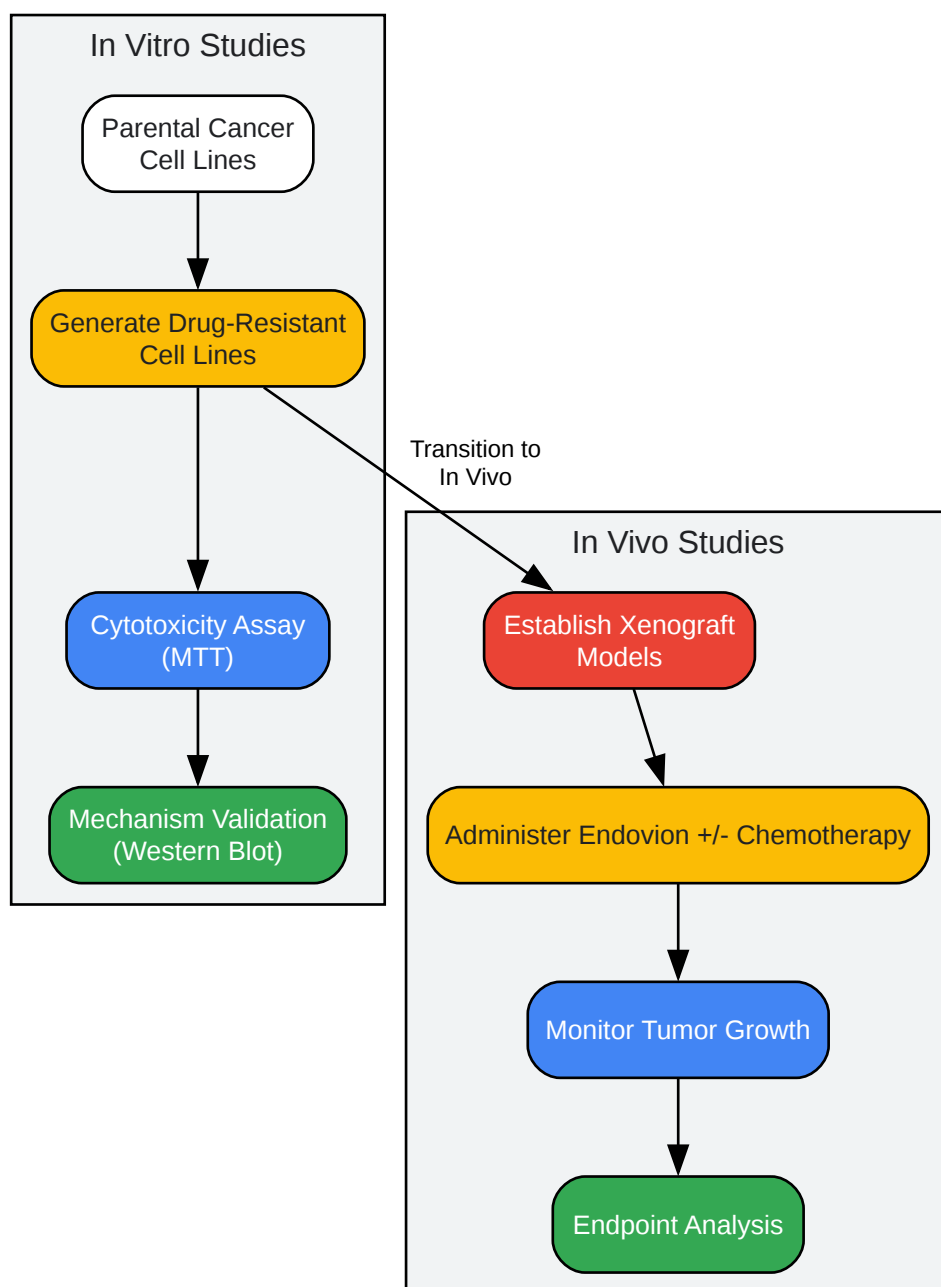 In Vitro Studies
Parental Cancer
Cell Lines
Generate Drug-Resistant
Cell Lines
Transition to
In Vivo
In Vivo Studies
Cytotoxicity Assay
(MTT)
Establish Xenograft
Models
Mechanism Validation
(Western Blot)
Administer Endovion +/- Chemotherapy
Monitor Tumor Growth
Endpoint Analysis